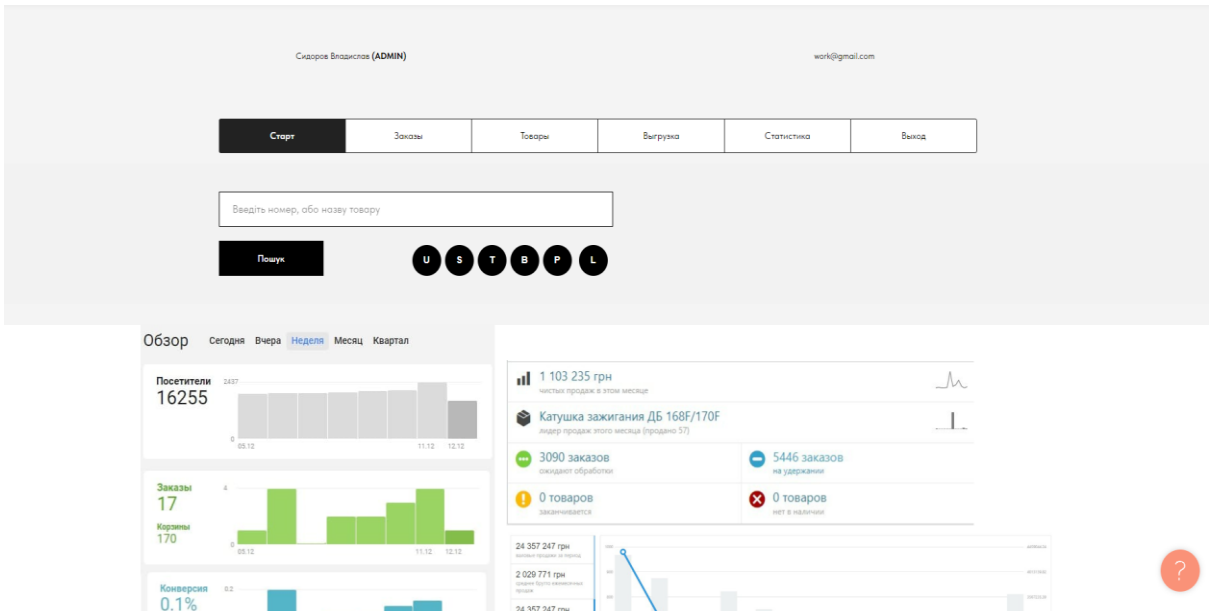 Сидоров Владислав (ADMIN)
work@gmail.com
Старт
Заказы
Товары
Выгрузка
Статистика
Выход
Введіть номер, або назву товару
Пошук
U S T B P L
Обзор Сегодня Вчера Неделя Месяц Квартал
Посетители
16255
2437
0
05.12 11.12 12.12
Заказы
17
Корзины
170
4
0
05.12 11.12 12.12
Конверсия
0.1%
0.2
1 103 235 грн
чистых продаж в этом месяце
Катушка зажигания ДБ 168F/170F
лидер продаж этого месяца (продано 57)
3090 заказов
ожидают обработки
5446 заказов
на удержании
0 товаров
заканчивается
0 товаров
нет в наличии
24 357 247 грн
2 029 771 грн
24 357 247 грн
?